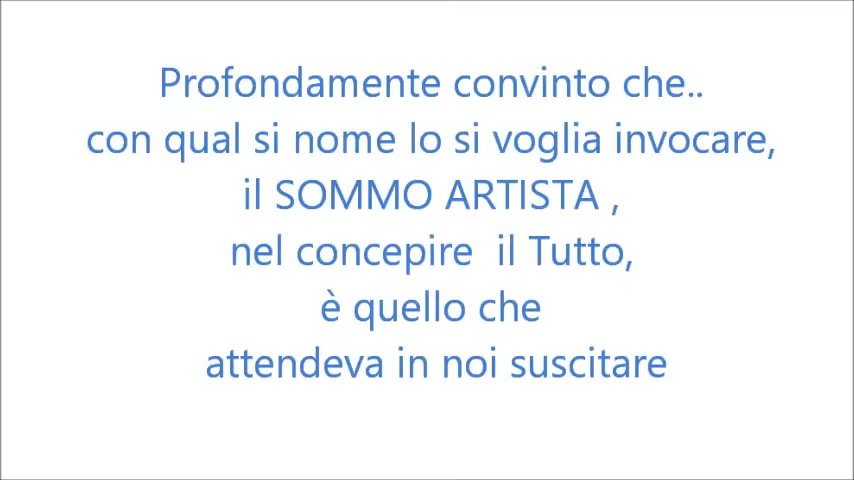 Profondamente convinto che..
con qual si nome lo si voglia invocare,
il SOMMO ARTISTA ,
nel concepire  il Tutto,
è quello che
attendeva in noi suscitare